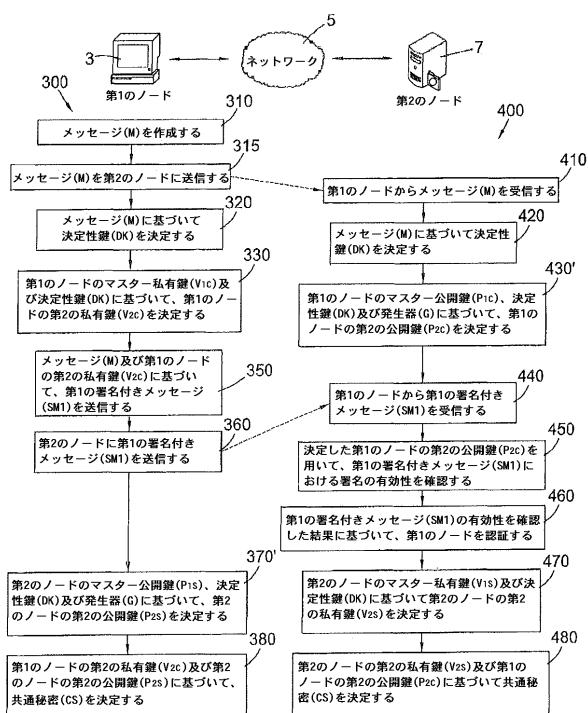 5
3
ネットワーク
7
第1のノード
第2のノード
300
400
310
メッセージ(M)を作成する
315
メッセージ(M)を第2のノードに送信する
410
第1のノードからメッセージ(M)を受信する
320
メッセージ(M)に基づいて
決定性鍵(DK)を決定する
420
メッセージ(M)に基づいて決定性
鍵(DK)を決定する
330
第1のノードのマスター私有鍵(V1C)及
び決定性鍵(DK)に基づいて、第1のノー
ドの第2の私有鍵(V2C)を決定する
430′
第1のノードのマスター公開鍵(P1C)、決定
性鍵(DK)及び発生器(G)に基づいて、第1の
ノードの第2の公開鍵(P2C)を決定する
350
メッセージ(M)及び第1のノード
の第2の私有鍵(V2C)に基づい
て、第1の署名付きメッセージ
(SM1)を送信する
440
第1のノードから第1の署名付き
メッセージ(SM1)を受信する
360
第2のノードに第1の署名付き
メッセージ(SM1)を送信する
450
決定した第1のノードの第2の公開鍵(P2C)を
用いて、第1の署名付きメッセージ(SM1)に
おける署名の有効性を確認する
460
第1の署名付きメッセージ(SM1)の有効性を確認
した結果に基づいて、第1のノードを認証する
370′
第2のノードのマスター公開鍵(P1S)、決定
性鍵(DK)及び発生器(G)に基づいて、第2
のノードの第2の公開鍵(P2S)を決定する
470
第2のノードのマスター私有(V1S)及び決
定性鍵(DK)に基づいて第2のノードの第2
の私有鍵(V2S)を決定する
380
第1のノードの第2の私有鍵(V2C)及び第2
のノードの第2の公開鍵(P2S)に基づいて、
共通秘密(CS)を決定する
480
第2のノードの第2の私有鍵(V2S)及び第1の
ノードの第2の公開鍵(P2C)に基づいて共通秘
密(CS)を決定する